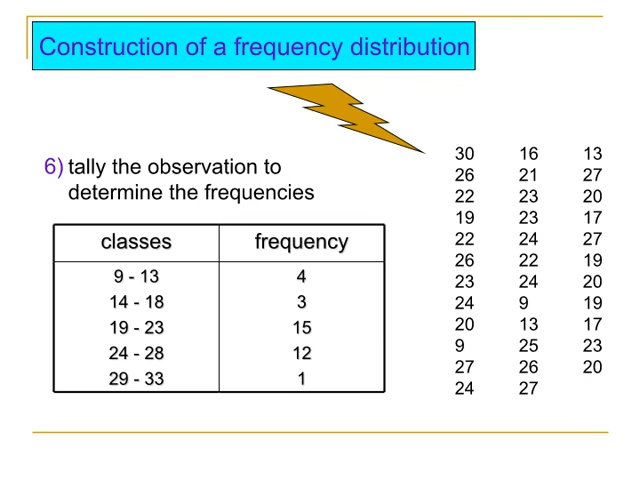 Construction of a frequency distribution
6) tally the observation to
determine the frequencies
classes frequency
9 - 13 4
14 - 18 3
19 - 23 15
24 - 28 12
29 - 33 1
30 16 13
26 21 27
22 23 20
19 23 17
22 24 27
26 22 19
23 24 20
24 9 19
20 13 17
9 25 23
27 26 20
24 27